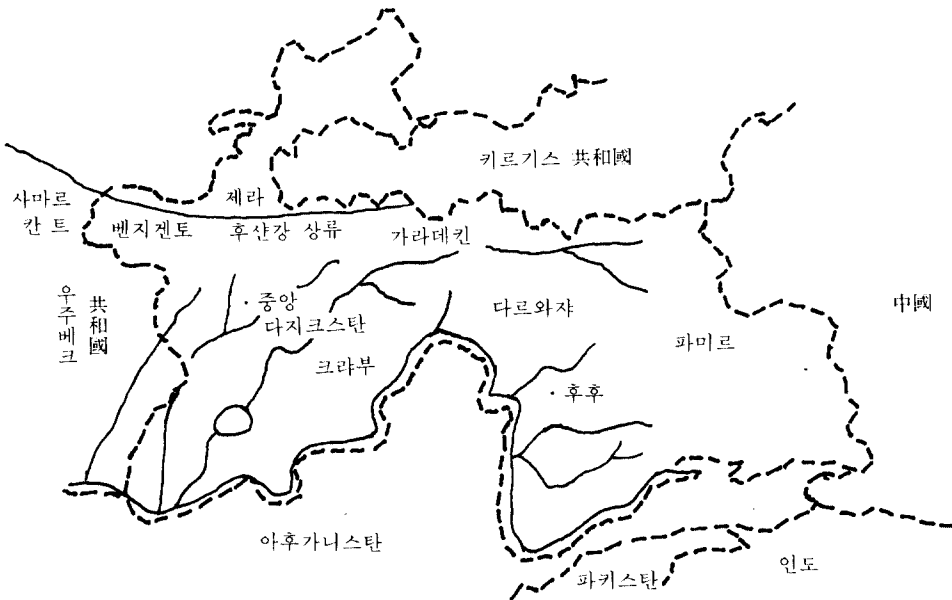 키르기스 共和國
사마르
칸 트
제라
벤지겐토
후샨강 상류
가라데킨
우주베크
共和國
중앙
다지크스탄
다르와쟈
中國
파미르
크랴부
후후
아후가니스탄
파키스탄
인도